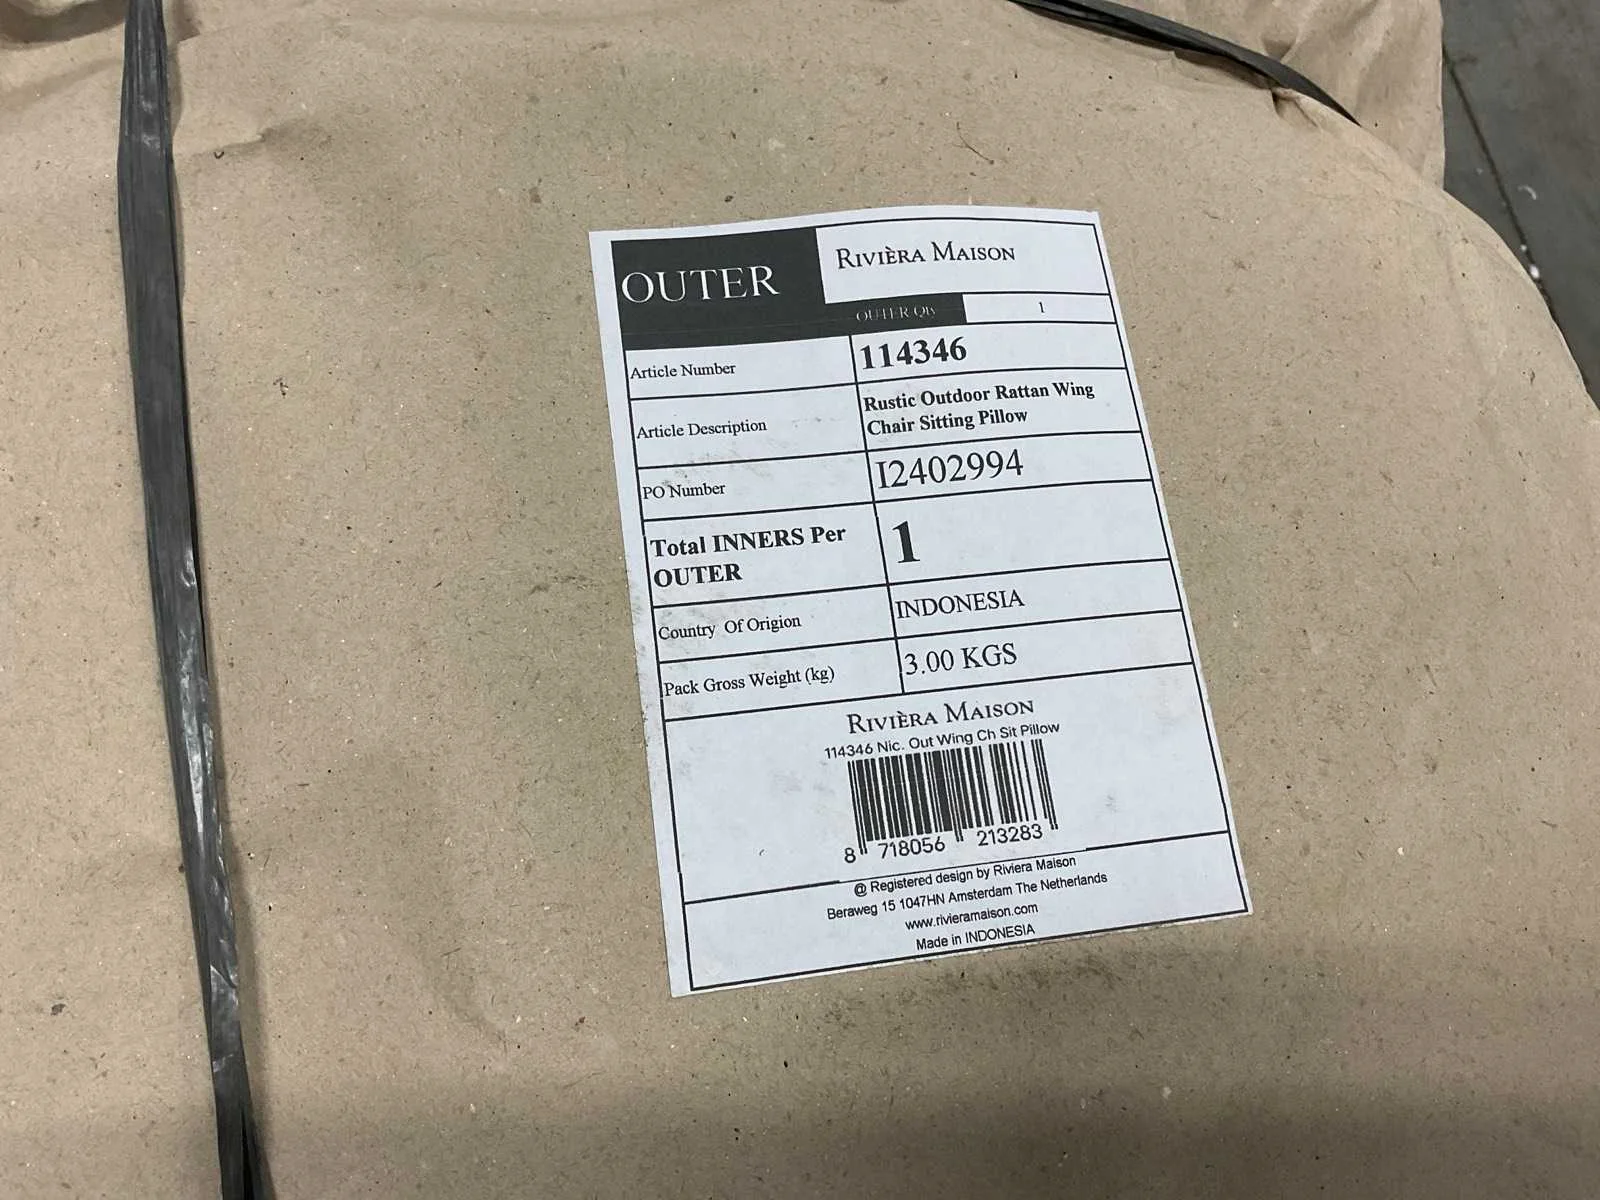 OUTER
RIVIÈRA MAISON
OUTER Qty 1
Article Number 114346
Article Description Rustic Outdoor Rattan Wing
Chair Sitting Pillow
PO Number I2402994
Total INNERS Per
OUTER 1
Country Of Origion INDONESIA
Pack Gross Weight (kg) 3.00 KGS
RIVIÈRA MAISON
114346 Nic. Out Wing Ch Sit Pillow
8 718056 213283
@ Registered design by Riviera Maison
Beraweg 15 1047HN Amsterdam The Netherlands
www.rivieramaison.com
Made in INDONESIA